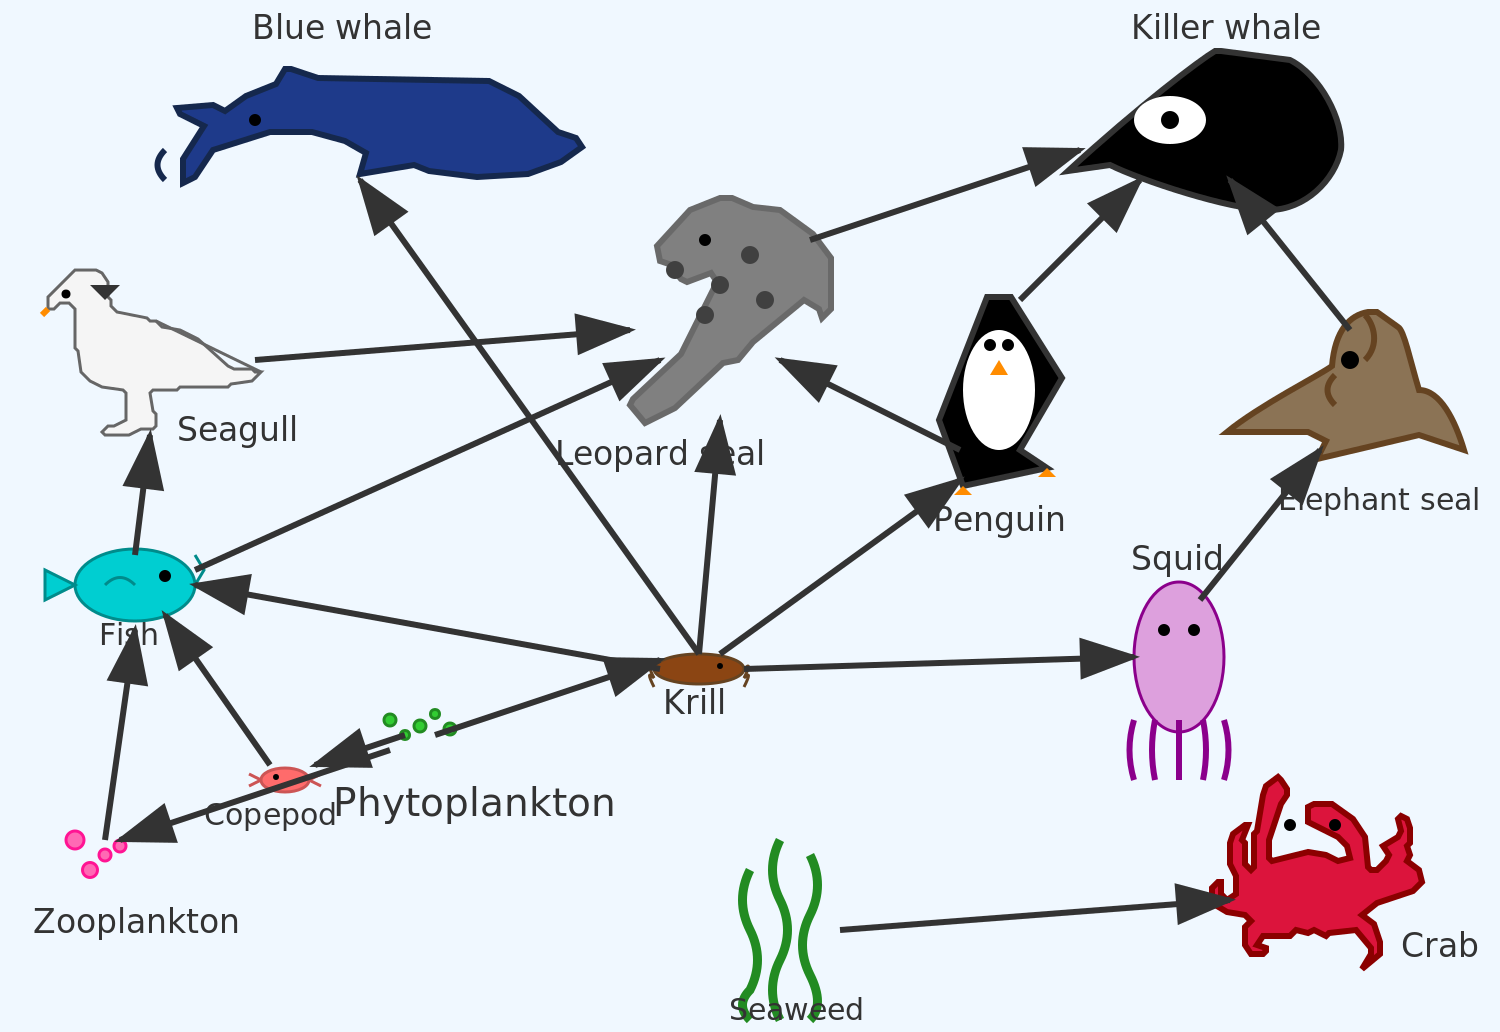 Blue whale
Killer whale
Seagull
Leopard seal
Penguin
Elephant seal
Squid
Fish
Krill
Copepod
Phytoplankton
Zooplankton
Crab
Seaweed